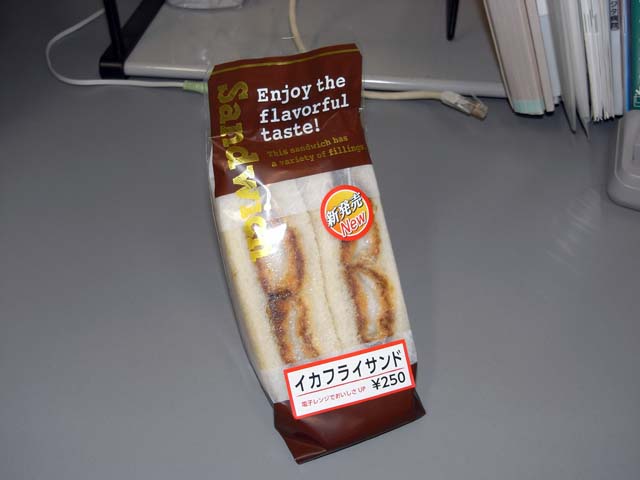 Sandwich
Enjoy the
flavorful
taste!
This sandwich has
a variety of fillings.
新発売
New
イカフライサンド
¥250
電子レンジでおいしさUP